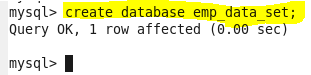 mysql> create database emp_data_set;
Query OK, 1 row affected (0.00 sec)
mysql>